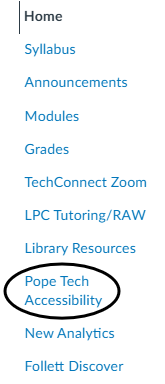 Home
Syllabus
Announcements
Modules
Grades
TechConnect Zoom
LPC Tutoring/RAW
Library Resources
Pope Tech
Accessibility
New Analytics
Follett Discover